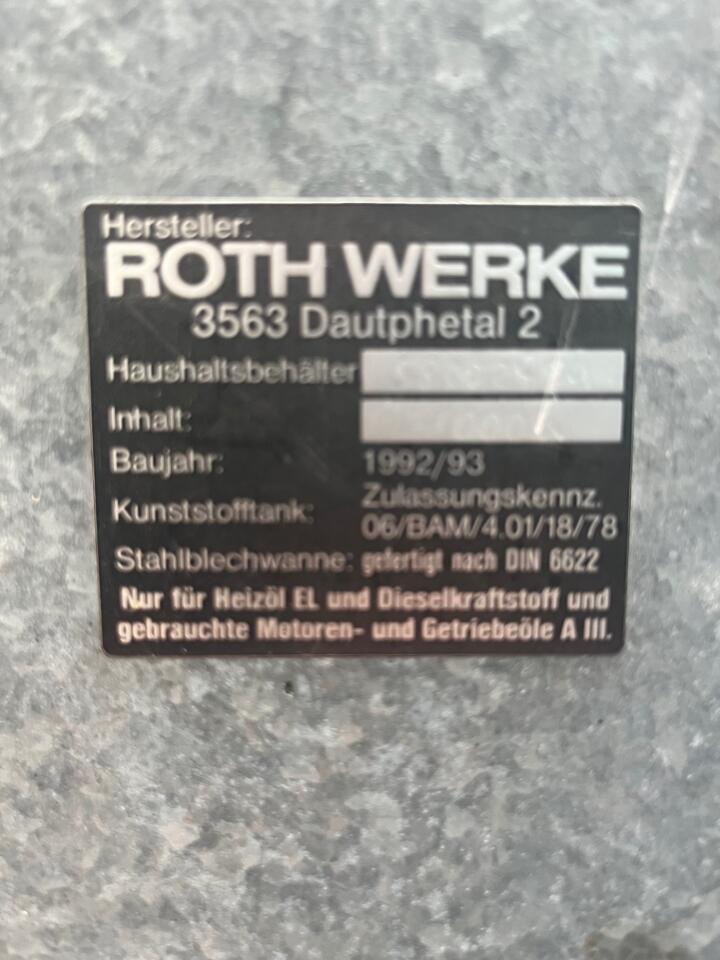 Hersteller:
ROTH WERKE
3563 Dautphetal 2
Haushaltsbehälter
Inhalt:
Baujahr: 1992/93
Kunststofftank: Zulassungskennz.
06/BAM/4.01/18/78
Stahlblechwanne: gefertigt nach DIN 6622
Nur für Heizöl EL und Dieselkraftstoff und
gebrauchte Motoren- und Getriebeöle A III.